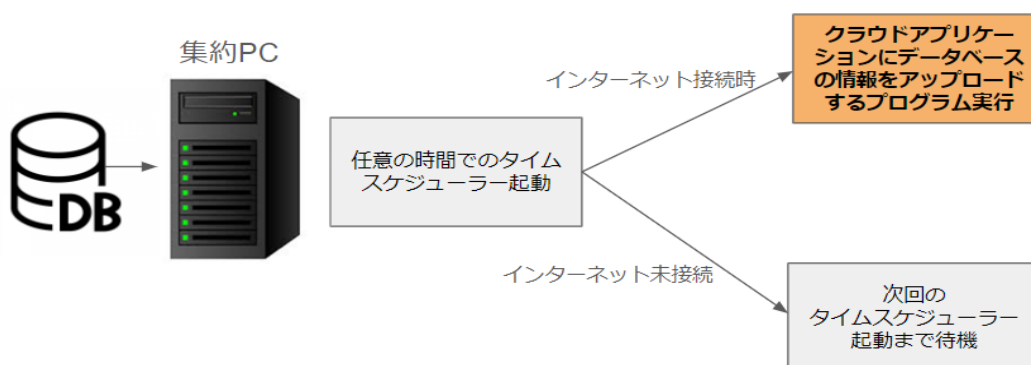 集約PC
DB
任意の時間でのタイム
スケジューラー起動
インターネット接続時
クラウドアプリケー
ションにデータベース
の情報をアップロード
するプログラム実行
インターネット未接続
次回の
タイムスケジューラー
起動まで待機